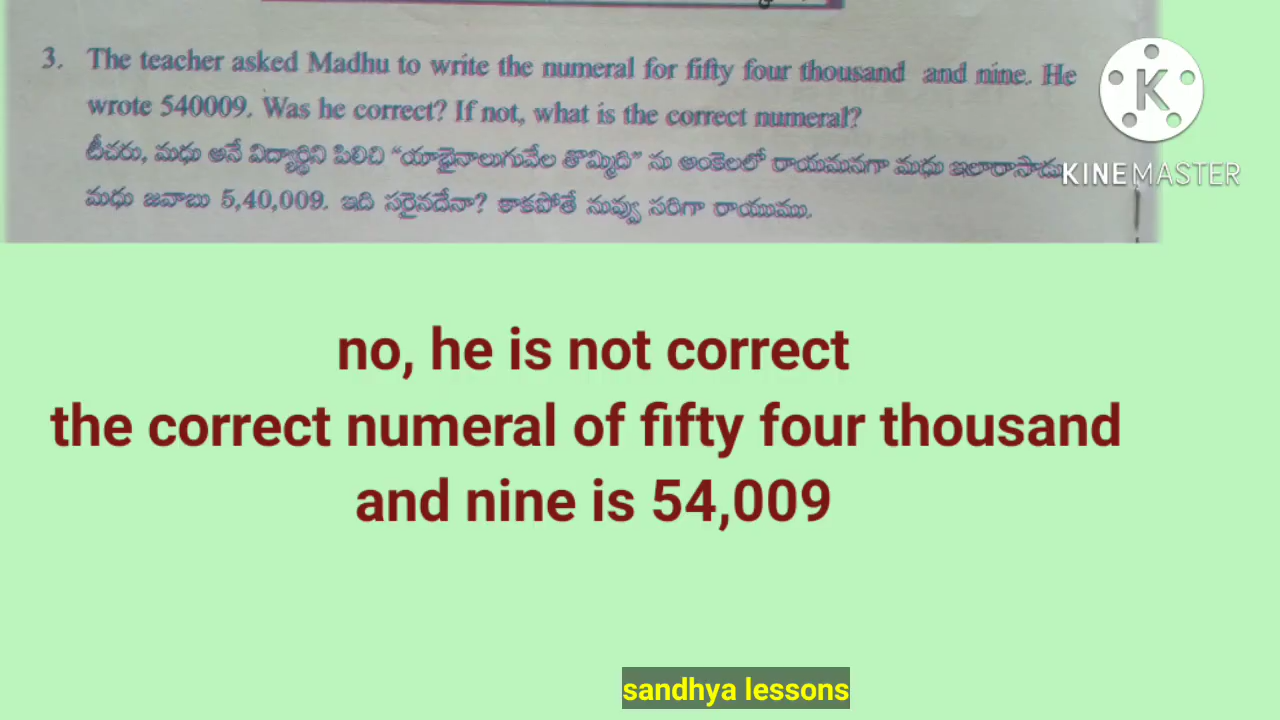 3. The teacher asked Madhu to write the numeral for fifty four thousand and nine. He
wrote 540009. Was he correct? If not, what is the correct numeral?
టీచరు, మధు అనే విద్యార్థిని పిలిచి “యాభైనాలుగువేల తొమ్మిది” ను అంకెలలో రాయమనగా మధు ఇలారాసాడు
మధు జవాబు 5,40,009. ఇది సరైనదేనా? కాకపోతే నువ్వు సరిగా రాయుము.
K
KINEMASTER
no, he is not correct
the correct numeral of fifty four thousand
and nine is 54,009
sandhya lessons